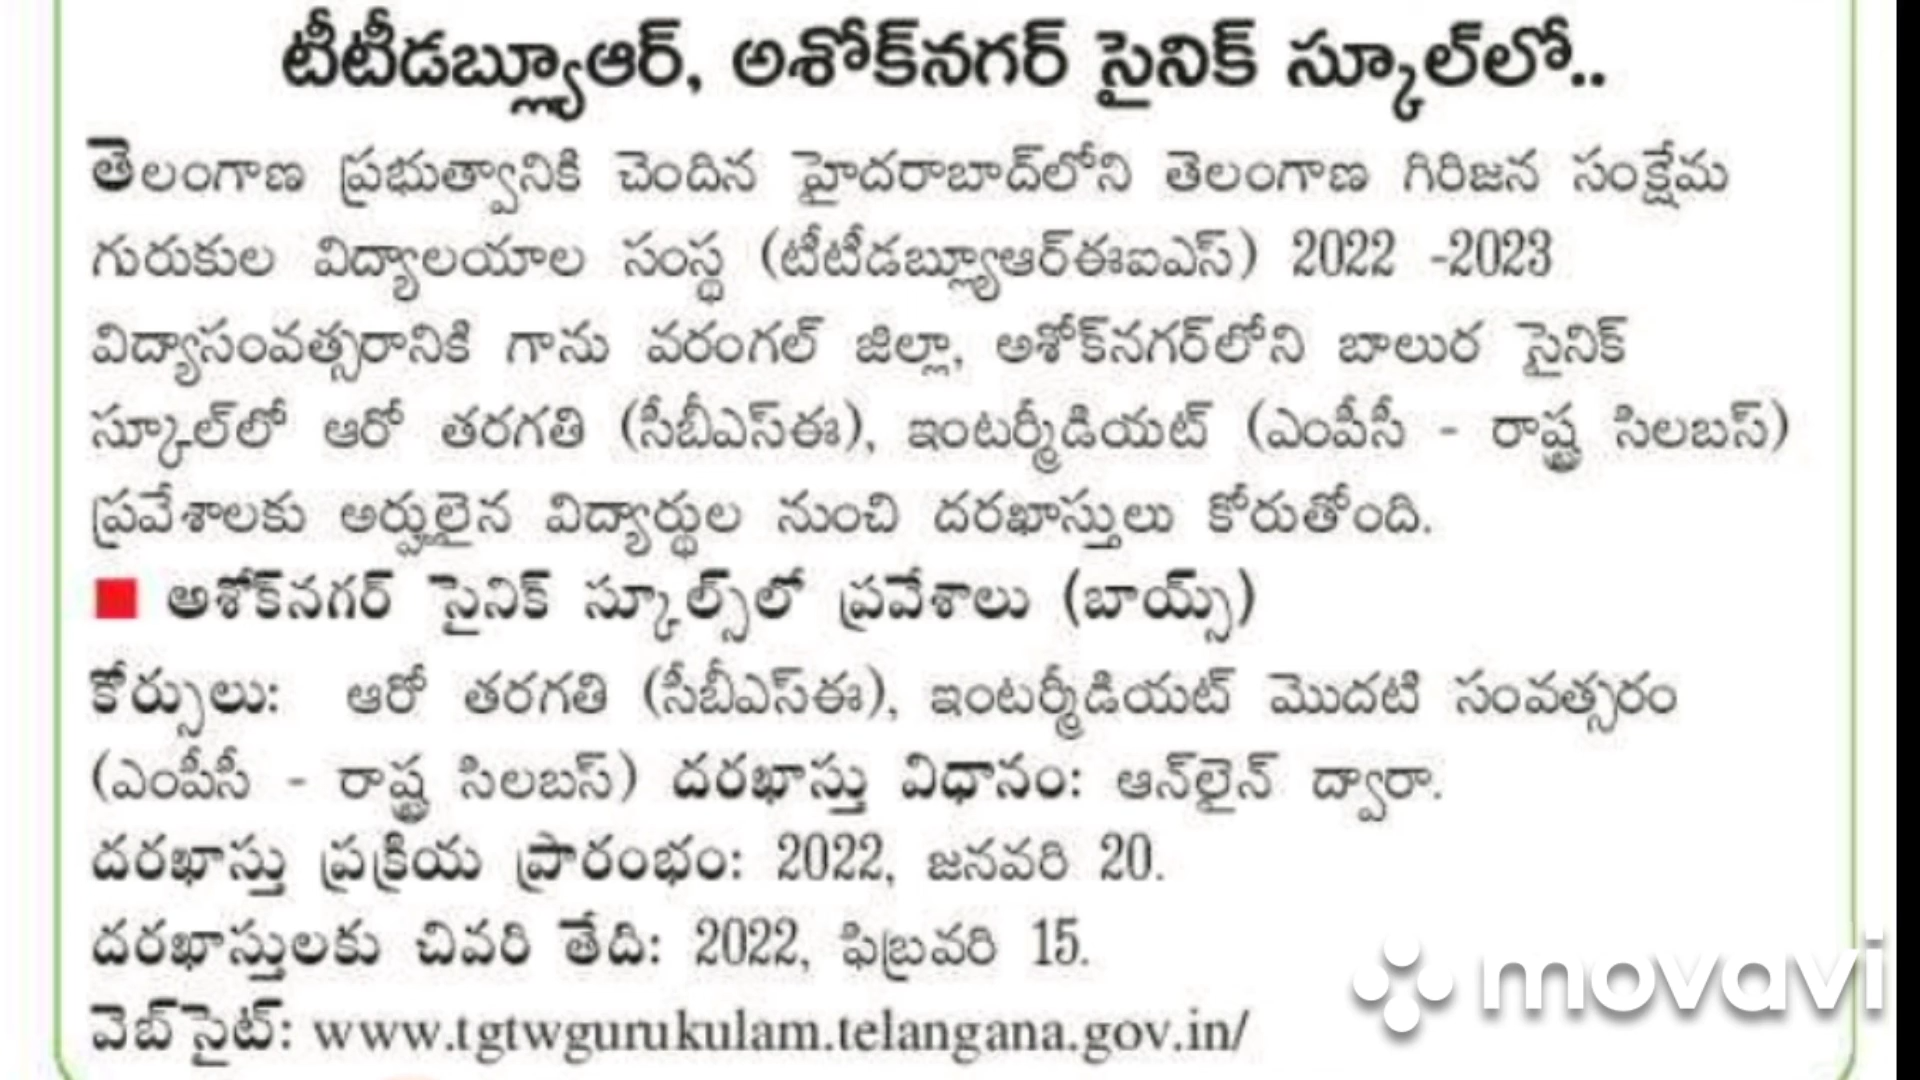 టీటీడబ్ల్యూఆర్, అశోక్‌నగర్ సైనిక్ స్కూల్‌లో..
తెలంగాణ ప్రభుత్వానికి చెందిన హైదరాబాద్‌లోని తెలంగాణ గిరిజన సంక్షేమ
గురుకుల విద్యాలయాల సంస్థ (టీటీడబ్ల్యూఆర్ఈఐఎస్) 2022 -2023
విద్యాసంవత్సరానికి గాను వరంగల్ జిల్లా, అశోక్‌నగర్‌లోని బాలుర సైనిక్
స్కూల్‌లో ఆరో తరగతి (సీబీఎస్ఈ), ఇంటర్మీడియట్ (ఎంపీసీ - రాష్ట్ర సిలబస్)
ప్రవేశాలకు అర్హులైన విద్యార్థుల నుంచి దరఖాస్తులు కోరుతోంది.
■ అశోక్‌నగర్ సైనిక్ స్కూల్స్‌లో ప్రవేశాలు (బాయ్స్)
కోర్సులు: ఆరో తరగతి (సీబీఎస్ఈ), ఇంటర్మీడియట్ మొదటి సంవత్సరం
(ఎంపీసీ - రాష్ట్ర సిలబస్) దరఖాస్తు విధానం: ఆన్‌లైన్ ద్వారా.
దరఖాస్తు ప్రక్రియ ప్రారంభం: 2022, జనవరి 20.
దరఖాస్తులకు చివరి తేది: 2022, ఫిబ్రవరి 15.
వెబ్‌సైట్: www.tgtwgurukulam.telangana.gov.in/
movavi